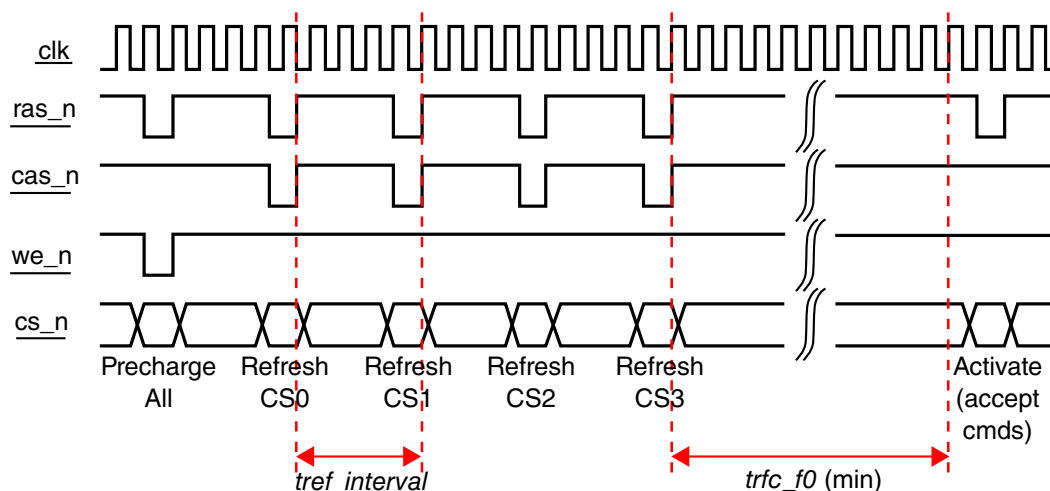 clk
ras_n
cas_n
we_n
cs_n
Precharge All
Refresh CS0
Refresh CS1
Refresh CS2
Refresh CS3
Activate (accept cmds)
tref_interval
trfc_f0 (min)